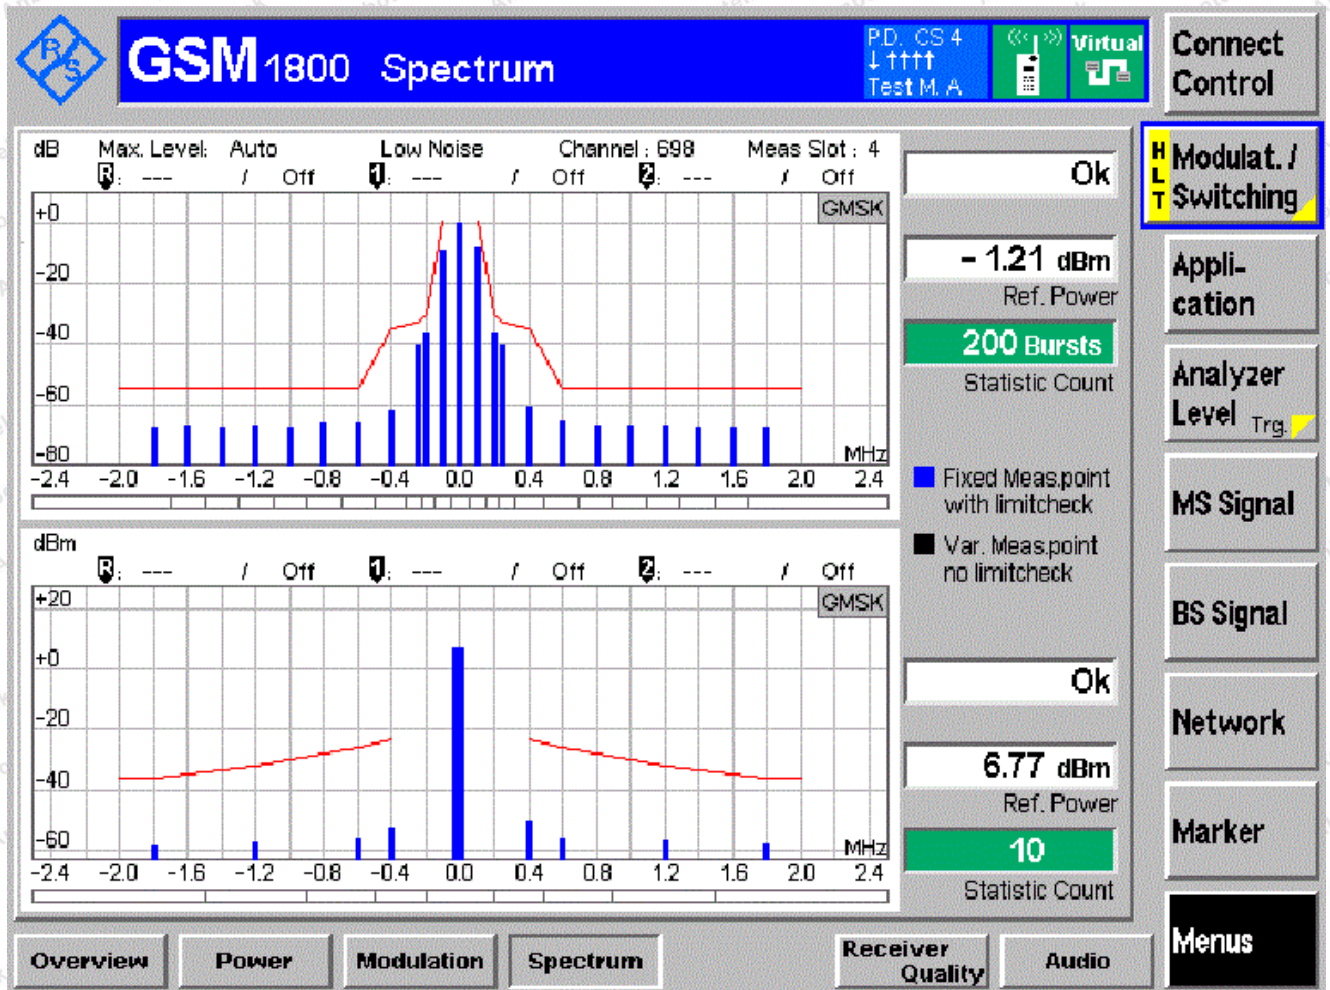 R/S
GSM 1800 Spectrum
P.D. CS 4
↓↑↑↑↑
Test M. A
Virtual
Connect
Control
dB Max. Level: Auto Low Noise Channel : 698 Meas Slot : 4
R: --- / Off 1: --- / Off 2: --- / Off
GMSK
+0
-20
-40
-60
-80
MHz
-2.4 -2.0 -1.6 -1.2 -0.8 -0.4 0.0 0.4 0.8 1.2 1.6 2.0 2.4
Ok
- 1.21 dBm
Ref. Power
200 Bursts
Statistic Count
Fixed Meas.point
with limitcheck
Var. Meas.point
no limitcheck
dBm
R: --- / Off 1: --- / Off 2: --- / Off
GMSK
+20
+0
-20
-40
-60
MHz
-2.4 -2.0 -1.6 -1.2 -0.8 -0.4 0.0 0.4 0.8 1.2 1.6 2.0 2.4
Ok
6.77 dBm
Ref. Power
10
Statistic Count
HLT
Modulat. /
Switching
Appli-
cation
Analyzer
Level Trg.
MS Signal
BS Signal
Network
Marker
Menus
Overview
Power
Modulation
Spectrum
Receiver
Quality
Audio